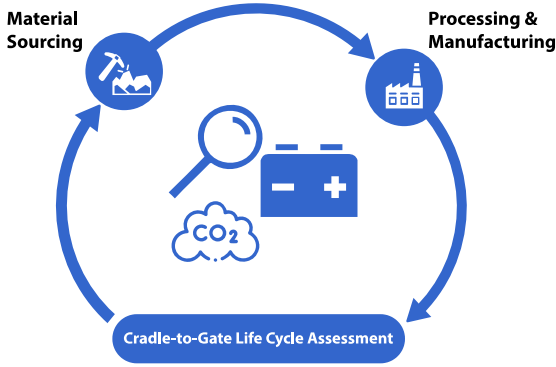 Material
Sourcing
Processing &
Manufacturing
CO2
Cradle-to-Gate Life Cycle Assessment